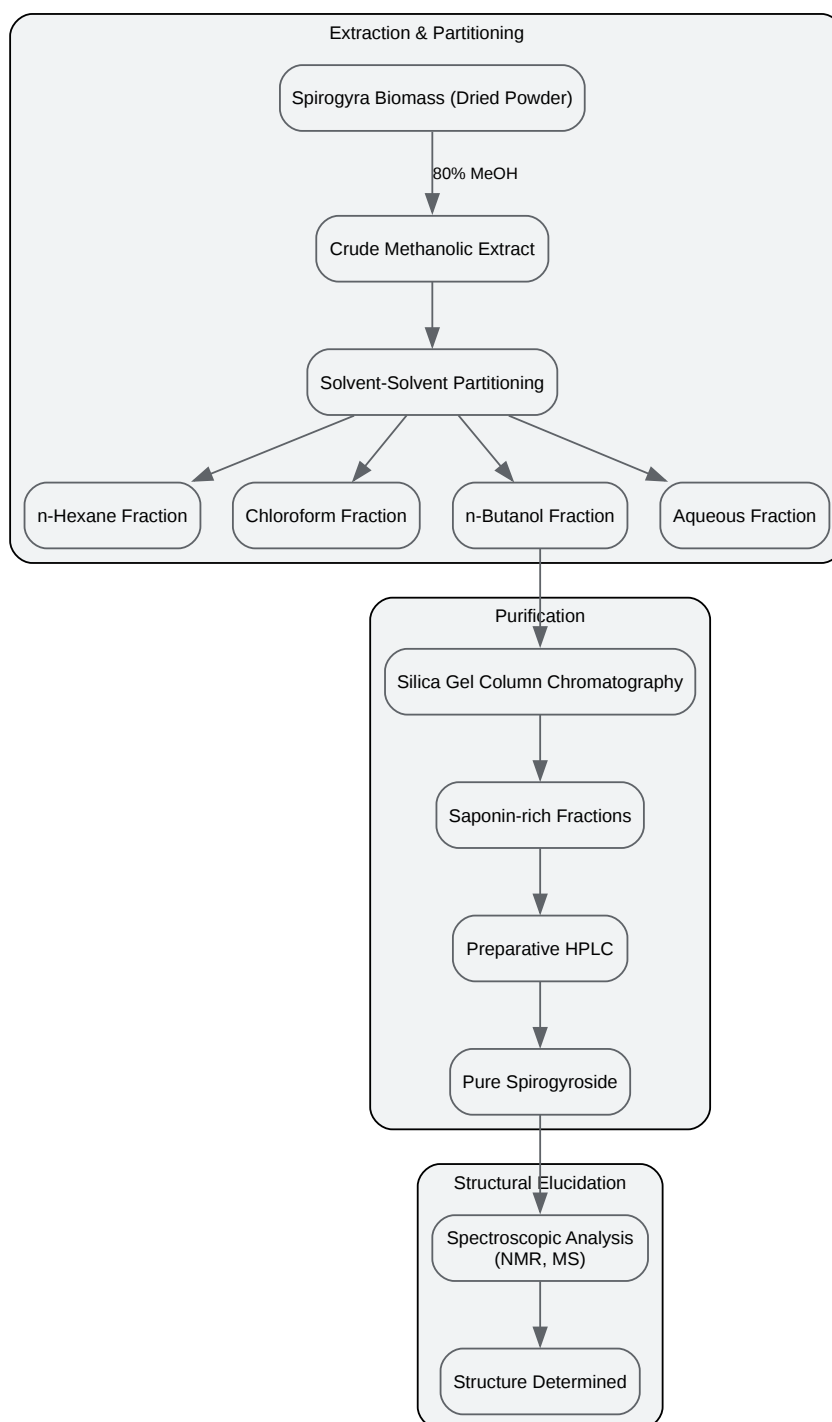 Extraction & Partitioning
Spirogyra Biomass (Dried Powder)
80% MeOH
Crude Methanolic Extract
Solvent-Solvent Partitioning
n-Hexane Fraction
Chloroform Fraction
n-Butanol Fraction
Aqueous Fraction
Purification
Silica Gel Column Chromatography
Saponin-rich Fractions
Preparative HPLC
Pure Spirogyroside
Structural Elucidation
Spectroscopic Analysis
(NMR, MS)
Structure Determined